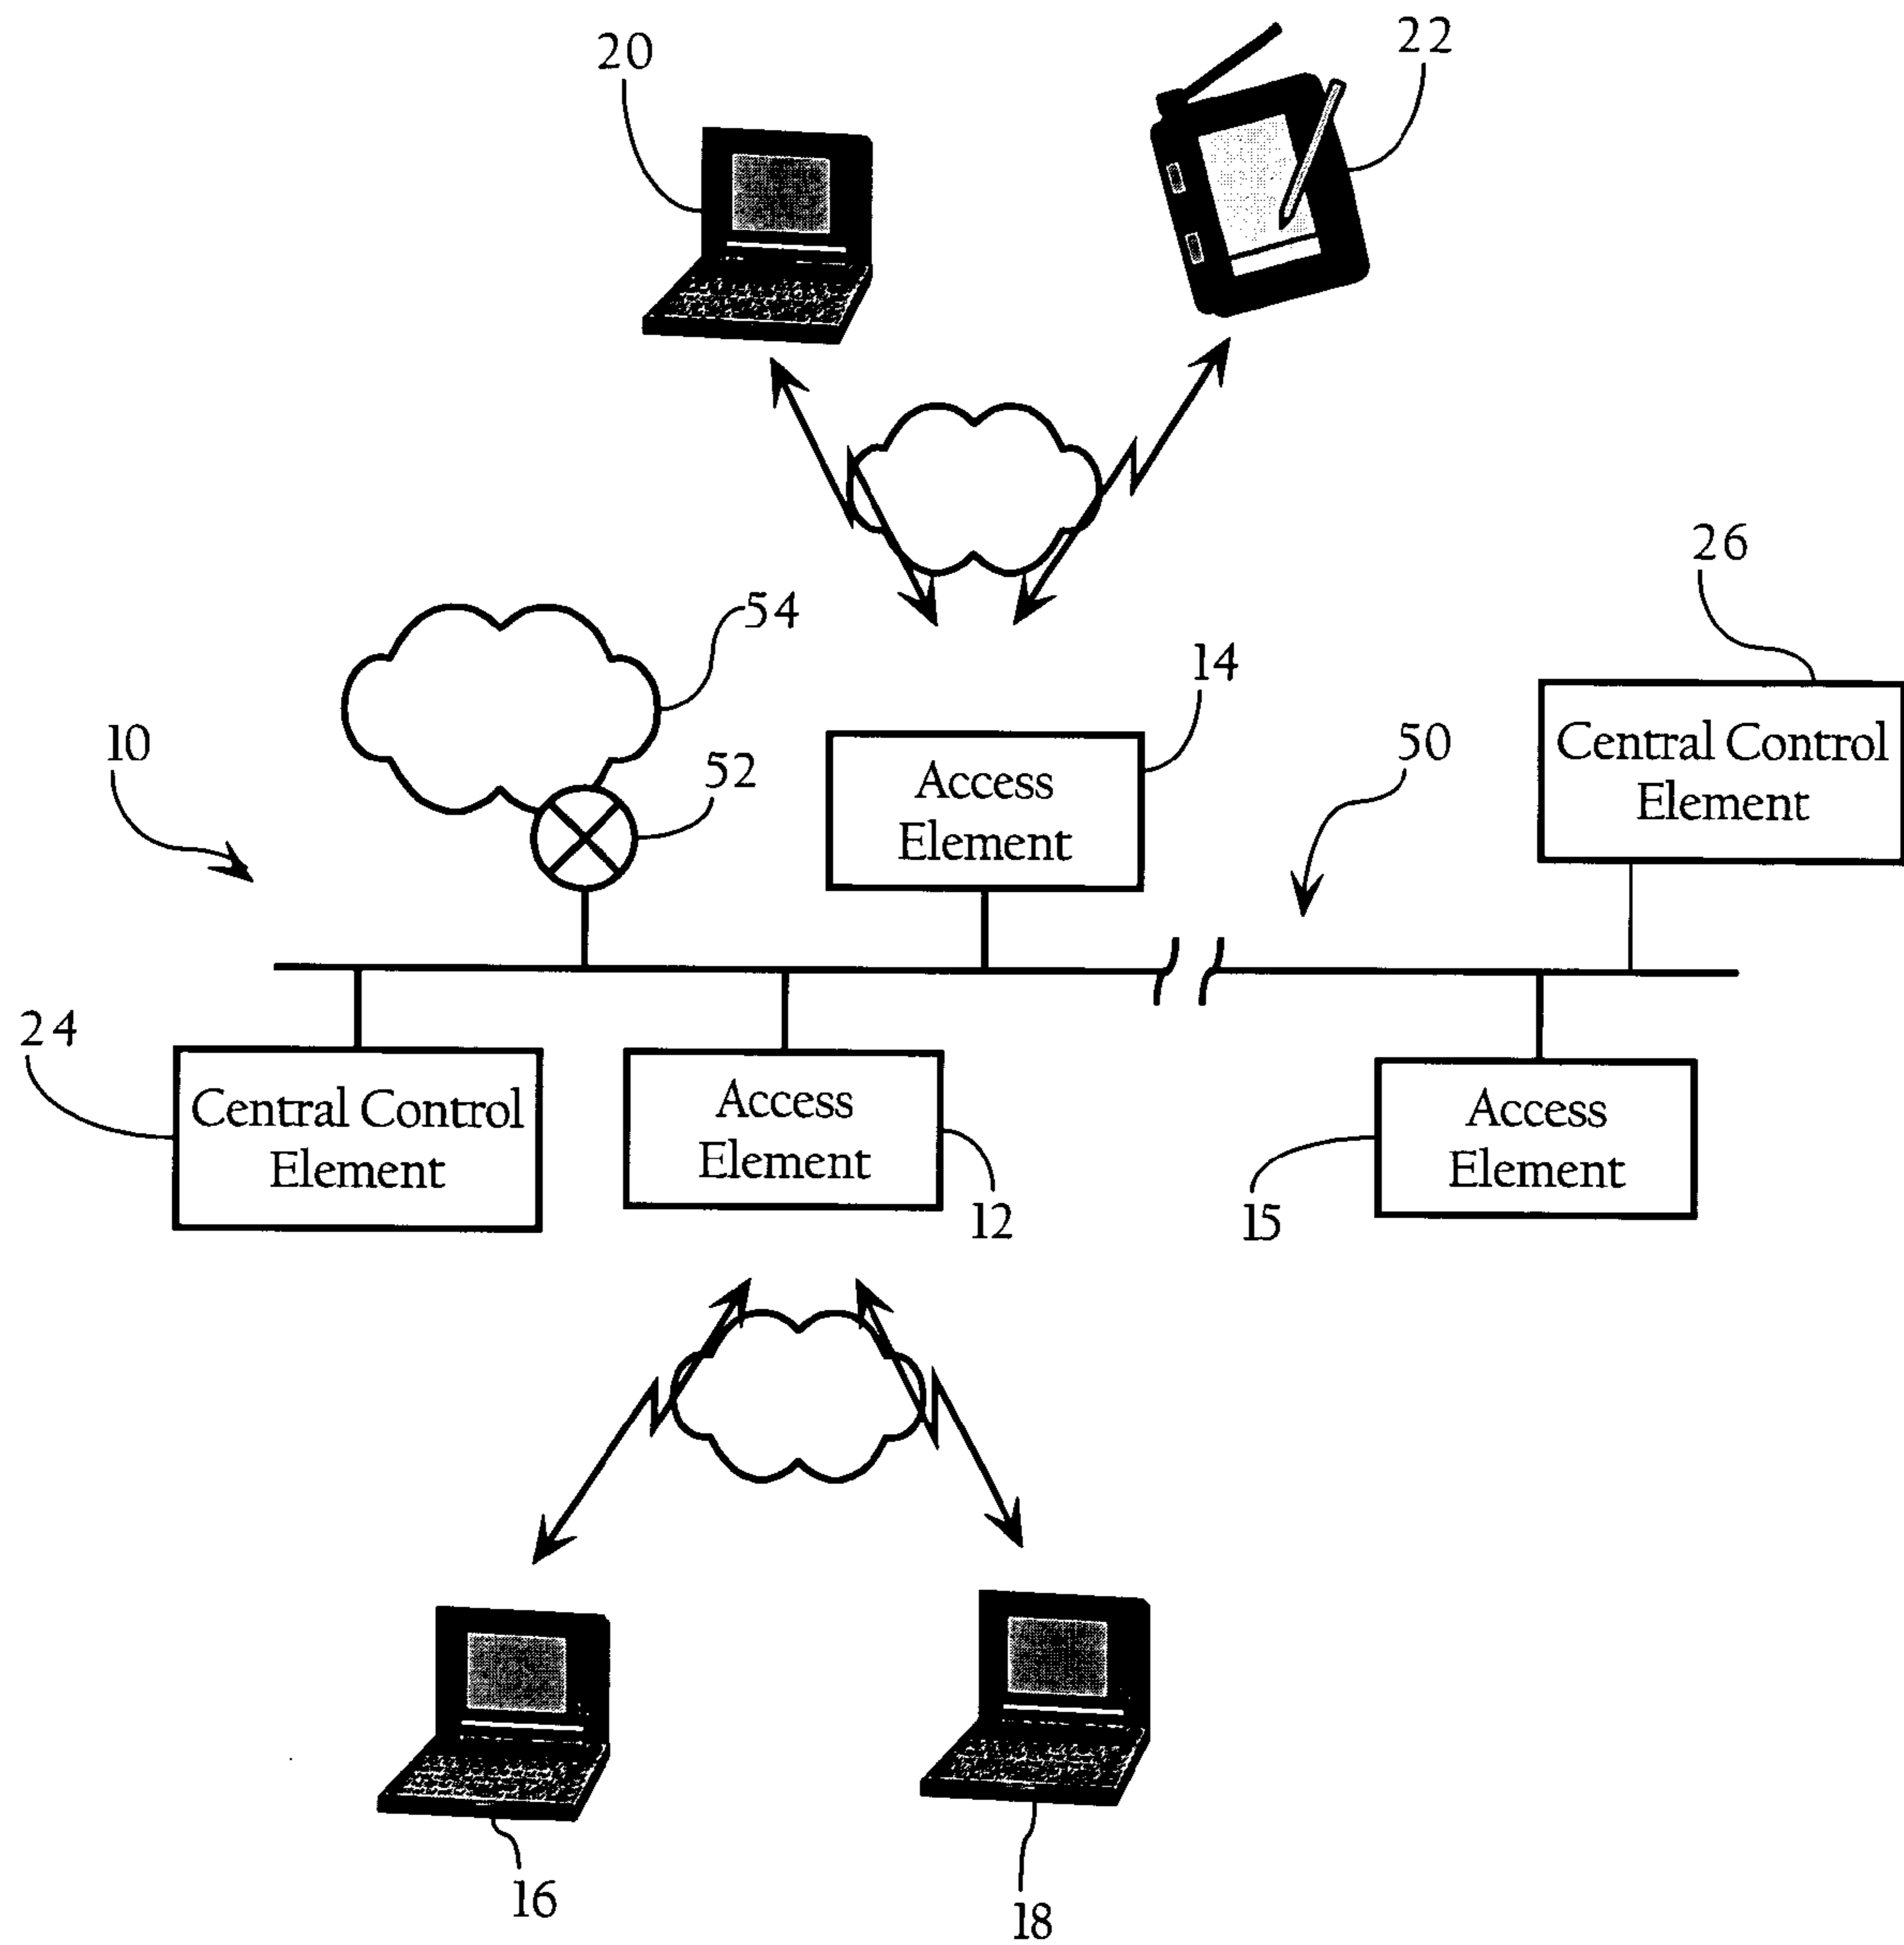 20
22
26
54
14
10
52
50
Central Control
Element
Access
Element
24
Central Control
Element
Access
Element
Access
Element
12
15
16
18